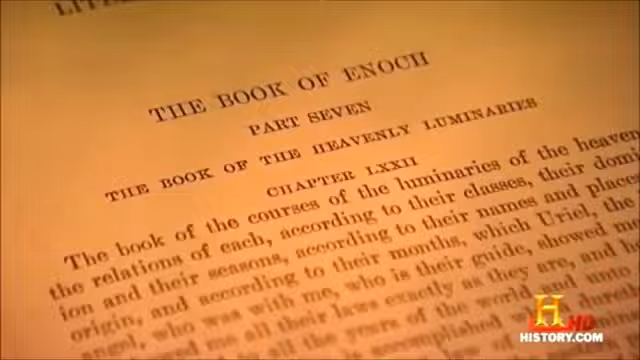 THE BOOK OF ENOCH
PART SEVEN
THE BOOK OF THE HEAVENLY LUMINARIES
CHAPTER LXXII
The book of the courses of the luminaries of the heaven
the relations of each, according to their classes, their domi
ion and their seasons, according to their names and place
origin, and according to their months, which Uriel, the
angel, who was with me, who is their guide, showed me
all their laws exactly as they are, and
years of the world and unto
accomplished
H HD
HISTORY.COM